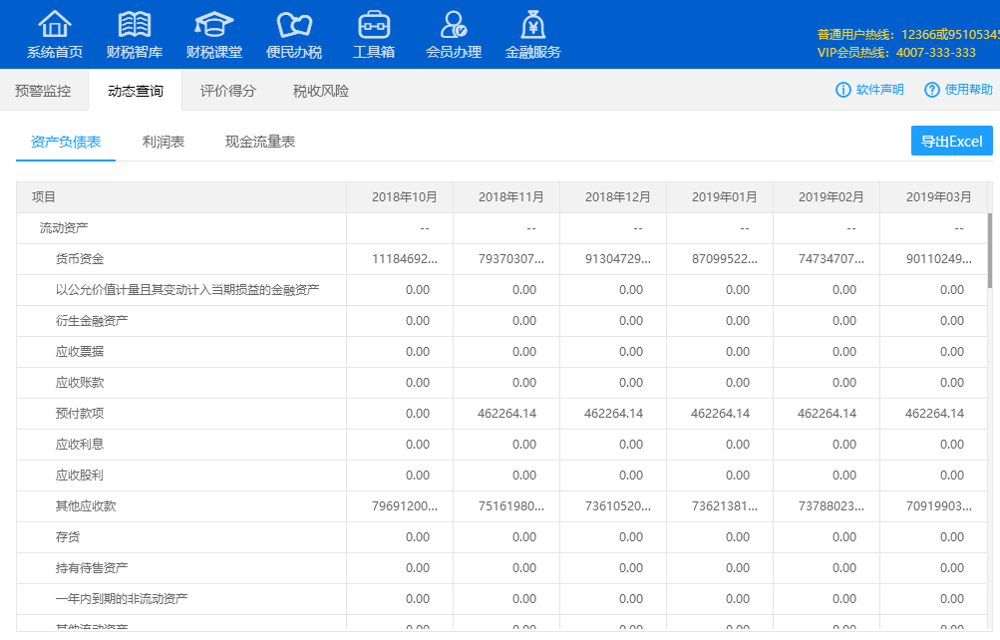 系统首页 财税智库 财税课堂 便民办税 工具箱 会员办理 金融服务
普通用户热线：12366或9510534
VIP会员热线：4007-333-333
预警监控 动态查询 评价得分 税收风险 软件声明 使用帮助
资产负债表 利润表 现金流量表 导出Excel
项目 2018年10月 2018年11月 2018年12月 2019年01月 2019年02月 2019年03月
流动资产 -- -- -- -- -- --
货币资金 11184692... 79370307... 91304729... 87099522... 74734707... 90110249...
以公允价值计量且其变动计入当期损益的金融资产 0.00 0.00 0.00 0.00 0.00 0.00
衍生金融资产 0.00 0.00 0.00 0.00 0.00 0.00
应收票据 0.00 0.00 0.00 0.00 0.00 0.00
应收账款 0.00 0.00 0.00 0.00 0.00 0.00
预付款项 0.00 462264.14 462264.14 462264.14 462264.14 462264.14
应收利息 0.00 0.00 0.00 0.00 0.00 0.00
应收股利 0.00 0.00 0.00 0.00 0.00 0.00
其他应收款 79691200... 75161980... 73610520... 73621381... 73788023... 70919903...
存货 0.00 0.00 0.00 0.00 0.00 0.00
持有待售资产 0.00 0.00 0.00 0.00 0.00 0.00
一年内到期的非流动资产 0.00 0.00 0.00 0.00 0.00 0.00
其他流动资产 0.00 0.00 0.00 0.00 0.00 0.00